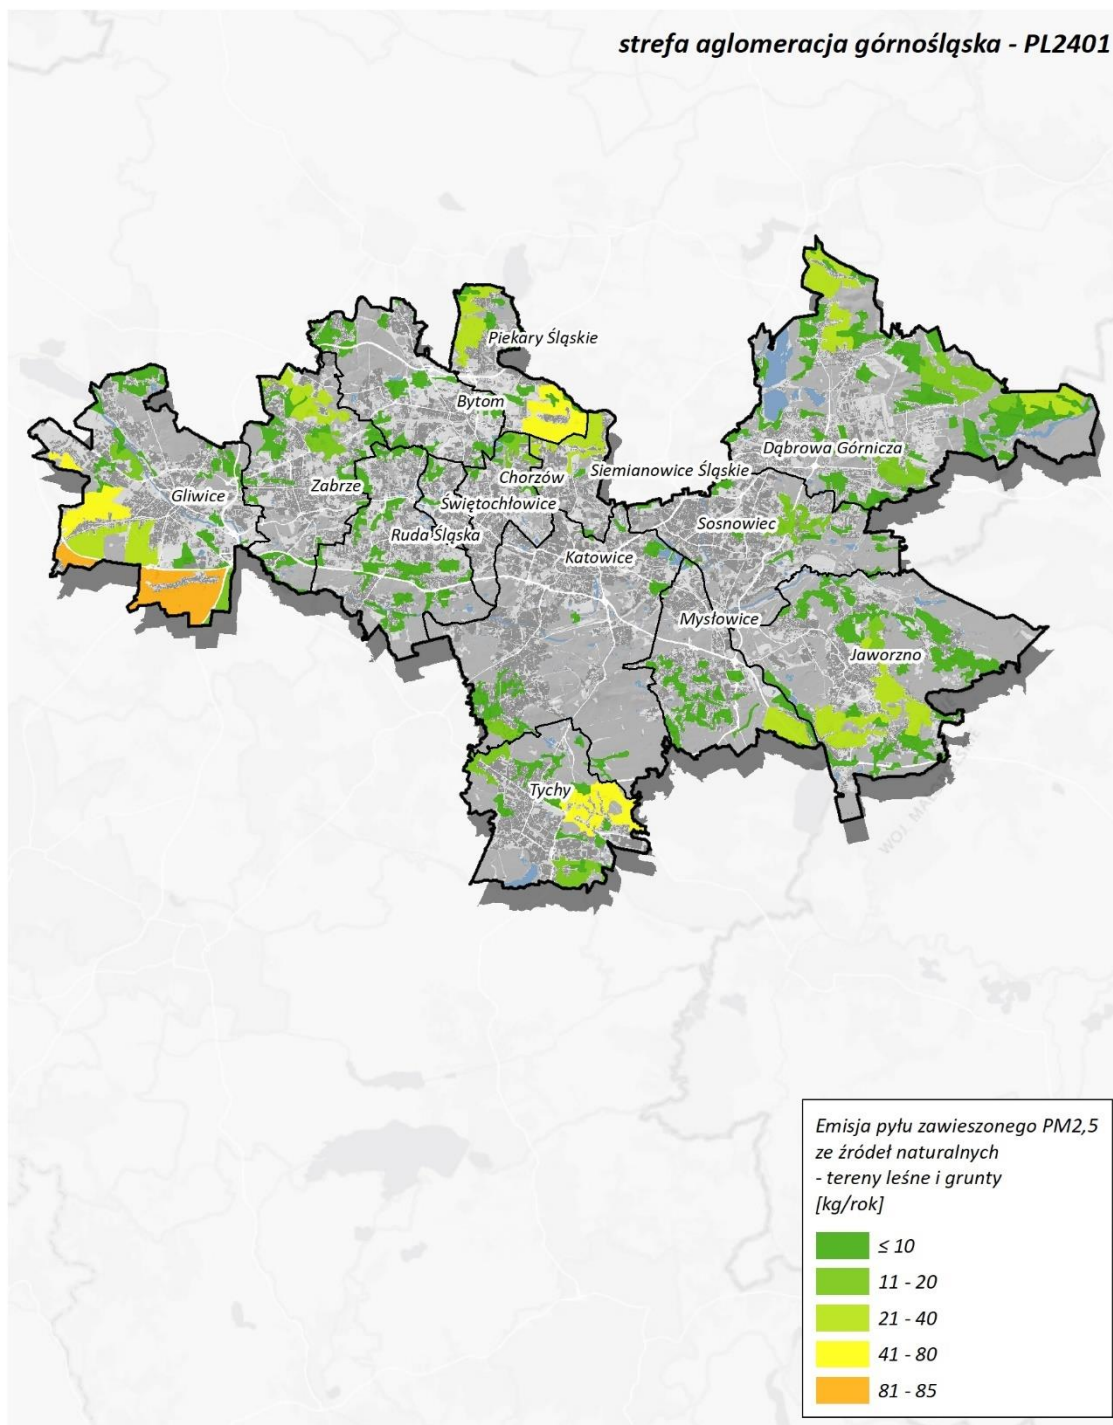 strefa aglomeracja górnośląska - PL2401
Piekary Śląskie
Bytom
Dąbrowa Górnicza
Siemianowice Śląskie
Chorzów
Gliwice
Zabrze
Świętochłowice
Sosnowiec
Ruda Śląska
Katowice
Mysłowice
Jaworzno
Tychy
Emisja pyłu zawieszonego PM2,5
ze źródeł naturalnych
- tereny leśne i grunty
[kg/rok]
≤ 10
11 - 20
21 - 40
41 - 80
81 - 85